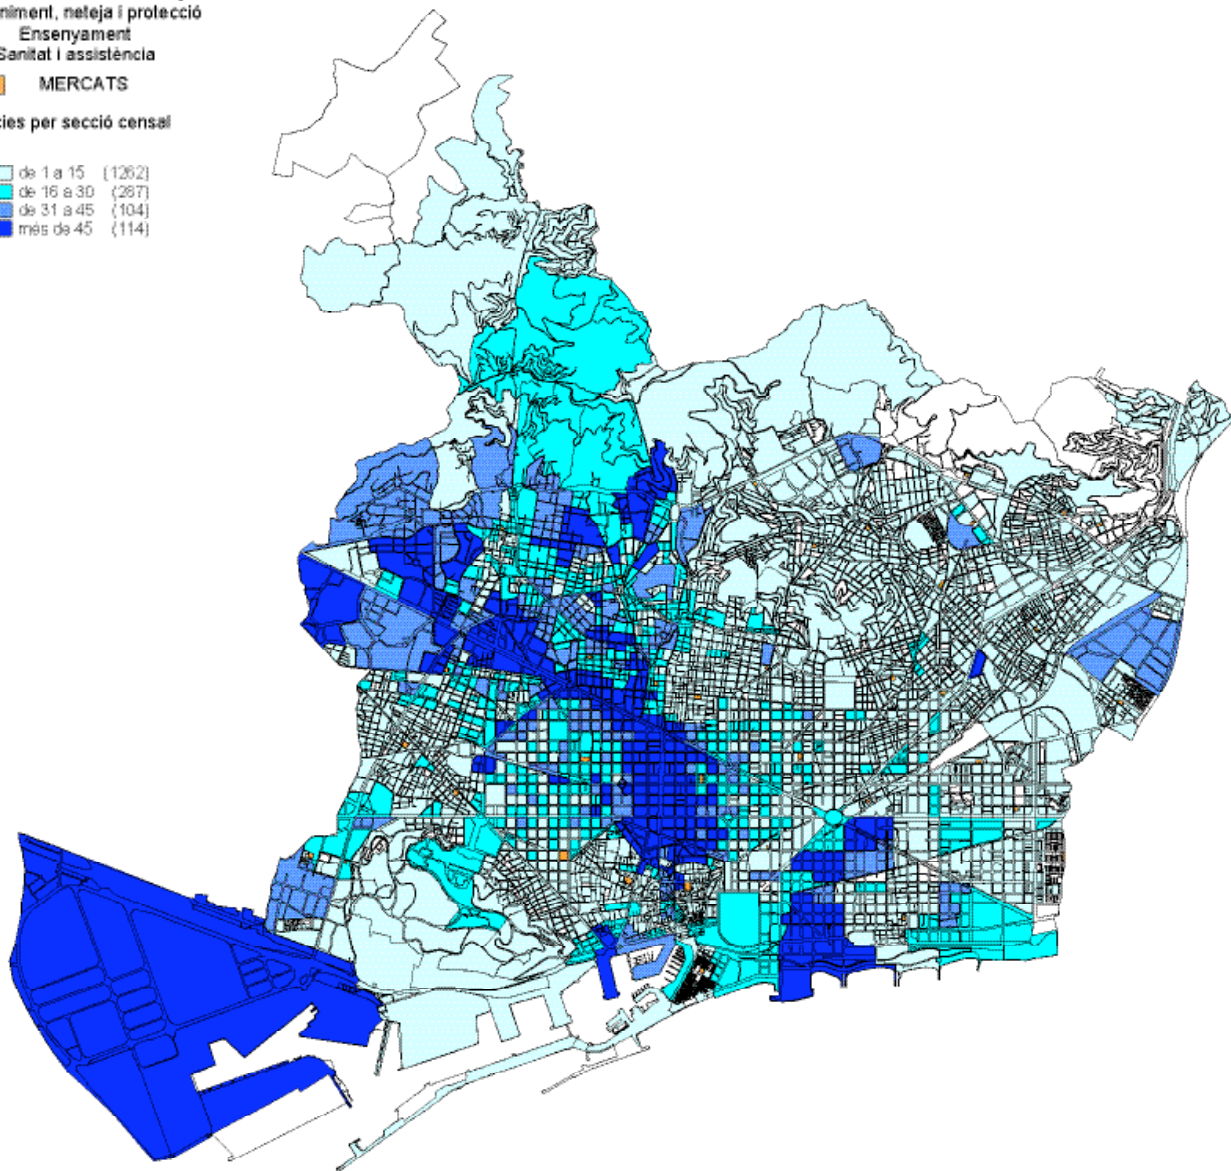 niment, neteja i protecció
Ensenyament
Sanitat i assistència
MERCATS
cies per secció censal
de 1 a 15 (1262)
de 16 a 30 (267)
de 31 a 45 (104)
més de 45 (114)